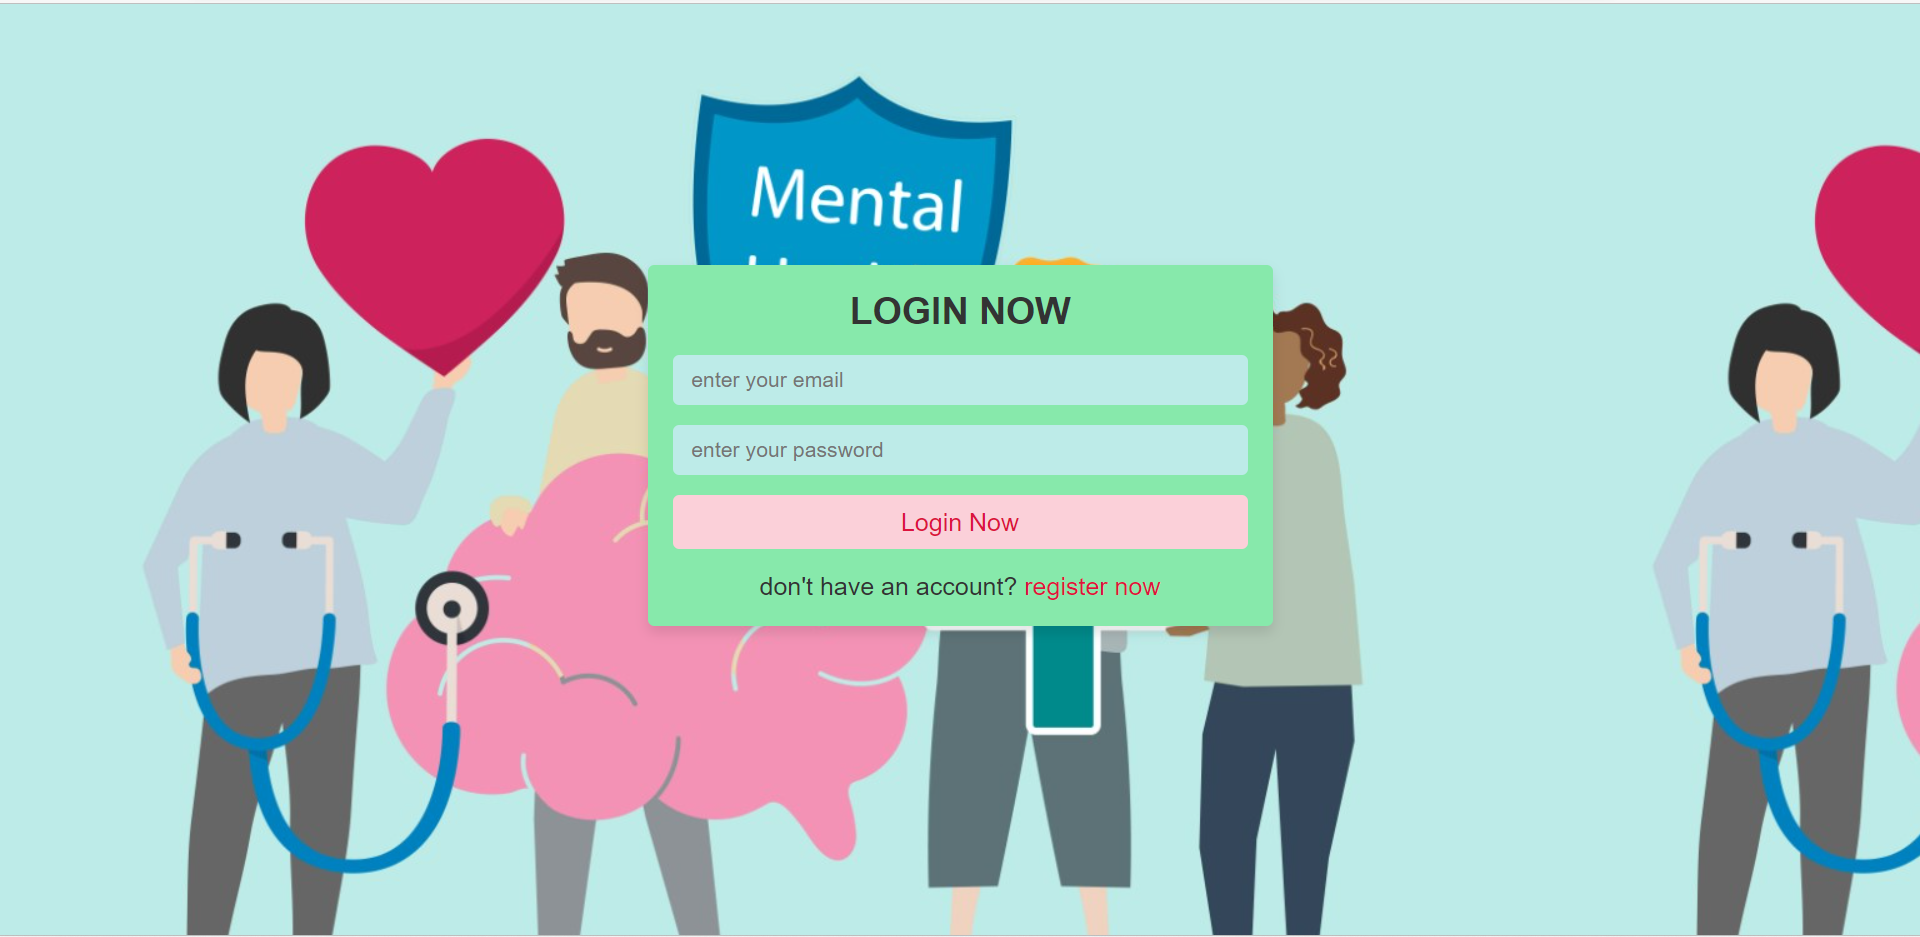 Mental
LOGIN NOW
enter your email
enter your password
Login Now
don't have an account? register now